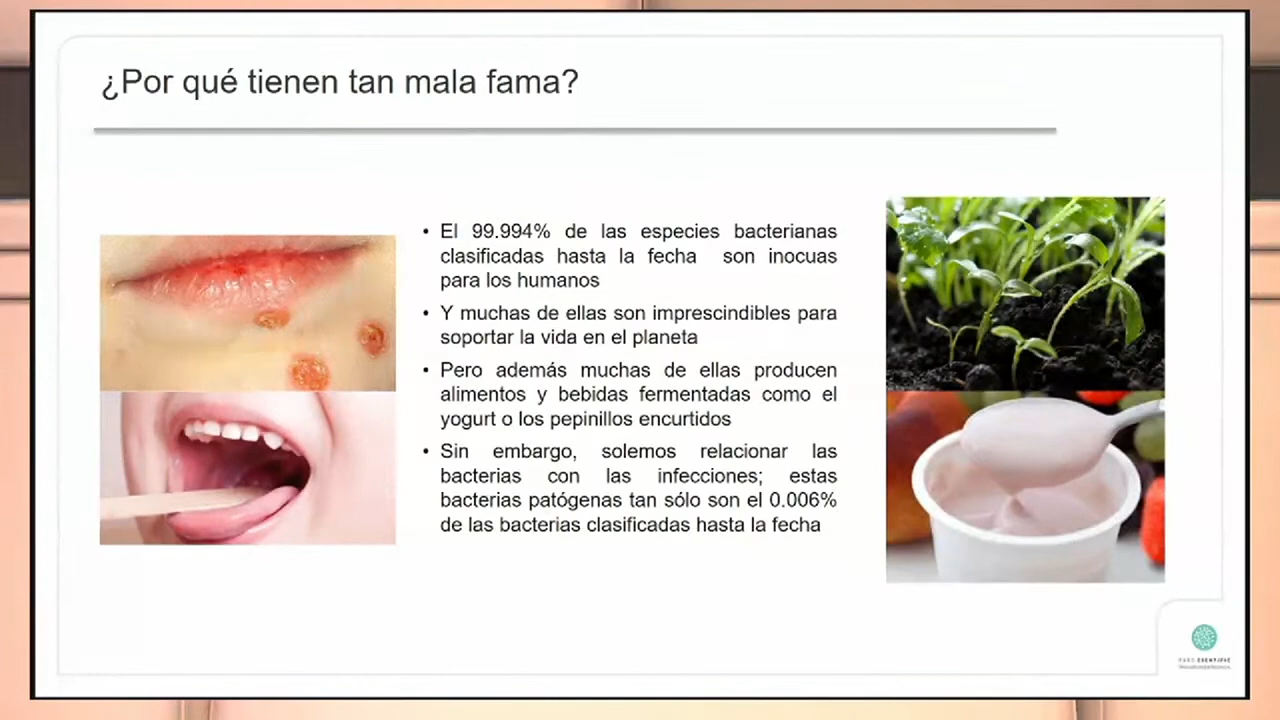 ¿Por qué tienen tan mala fama?
• El 99.994% de las especies bacterianas
clasificadas hasta la fecha son inocuas
para los humanos
• Y muchas de ellas son imprescindibles para
soportar la vida en el planeta
• Pero además muchas de ellas producen
alimentos y bebidas fermentadas como el
yogurt o los pepinillos encurtidos
• Sin embargo, solemos relacionar las
bacterias con las infecciones; estas
bacterias patógenas tan sólo son el 0.006%
de las bacterias clasificadas hasta la fecha